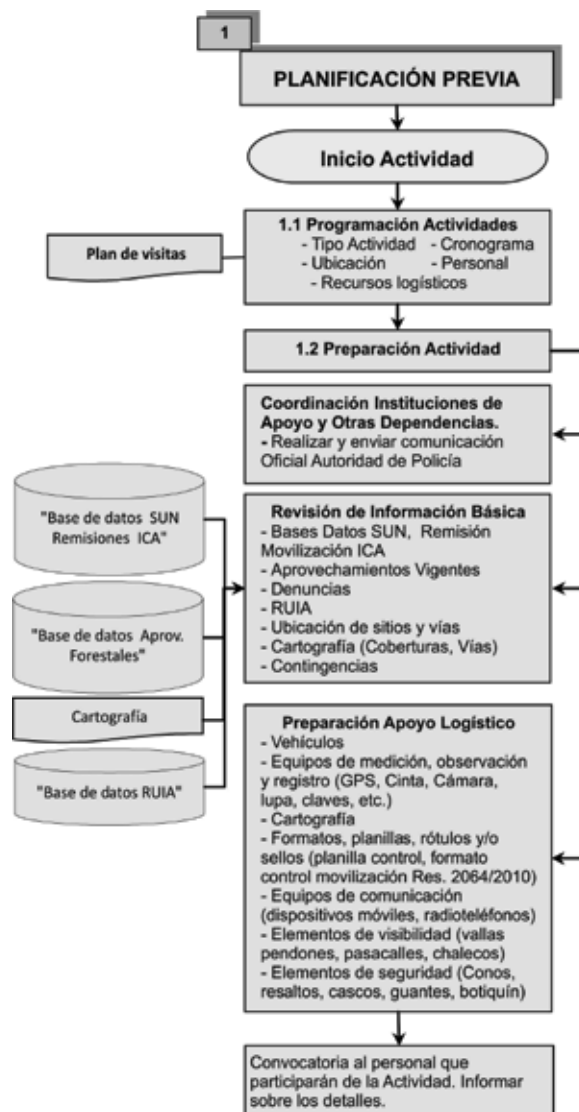 1
PLANIFICACIÓN PREVIA
Inicio Actividad
1.1 Programación Actividades
- Tipo Actividad - Cronograma
- Ubicación - Personal
- Recursos logísticos
Plan de visitas
1.2 Preparación Actividad
Coordinación Instituciones de
Apoyo y Otras Dependencias.
- Realizar y enviar comunicación
Oficial Autoridad de Policía
"Base de datos SUN
Remisiones ICA"
"Base de datos Aprov.
Forestales"
Cartografía
"Base de datos RUIA"
Revisión de Información Básica
- Bases Datos SUN, Remisión
Movilización ICA
- Aprovechamientos Vigentes
- Denuncias
- RUIA
- Ubicación de sitios y vías
- Cartografía (Coberturas, Vías)
- Contingencias
Preparación Apoyo Logístico
- Vehículos
- Equipos de medición, observación
y registro (GPS, Cinta, Cámara,
lupa, claves, etc.)
- Cartografía
- Formatos, planillas, rótulos y/o
sellos (planilla control, formato
control movilización Res. 2064/2010)
- Equipos de comunicación
(dispositivos móviles, radioteléfonos)
- Elementos de visibilidad (vallas
pendones, pasacalles, chalecos)
- Elementos de seguridad (Conos,
resaltos, cascos, guantes, botiquín)
Convocatoria al personal que
participarán de la Actividad. Informar
sobre los detalles.